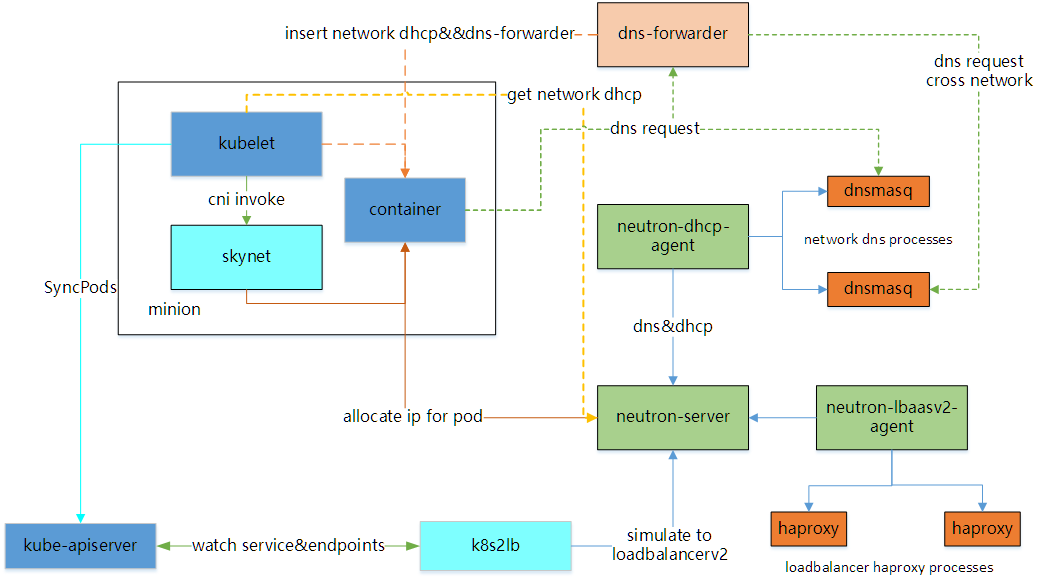 insert network dhcp&&dns-forwarder
dns-forwarder
dns request
cross network
get network dhcp
kubelet
dns request
cni invoke
container
dnsmasq
neutron-dhcp-
agent
network dns processes
skynet
SyncPods
minion
dnsmasq
dns&dhcp
allocate ip for pod
neutron-server
neutron-lbaasv2-
agent
kube-apiserver
watch service&endpoints
k8s2lb
simulate to
loadbalancerv2
haproxy
haproxy
loadbalancer haproxy processes